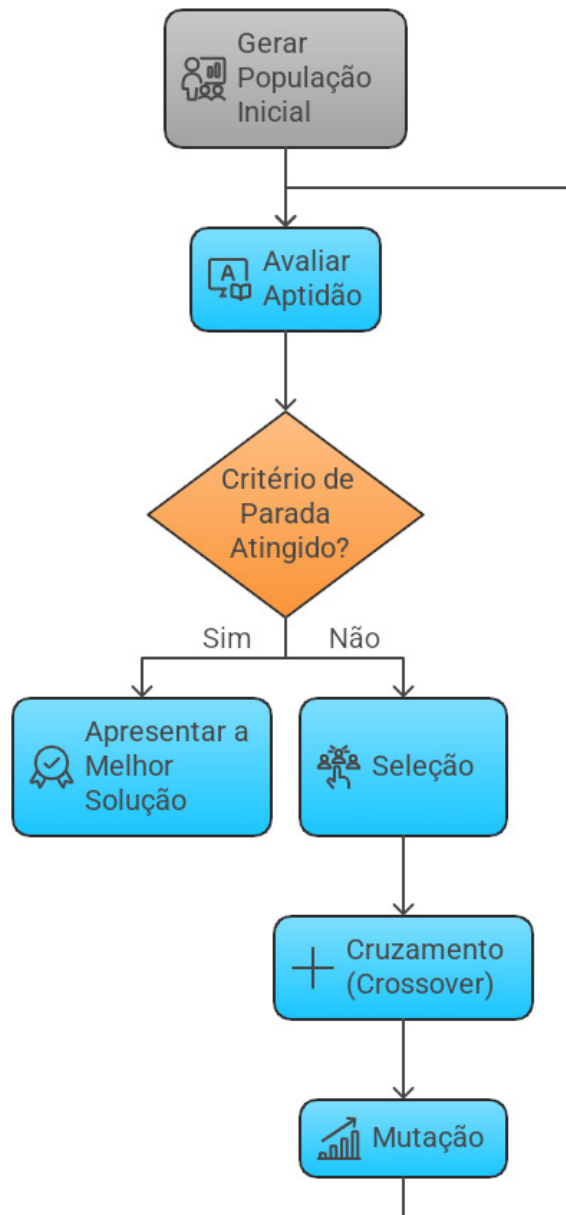 Gerar
População
Inicial
Avaliar
Aptidão
Critério de
Parada
Atingido?
Sim
Não
Apresentar a
Melhor
Solução
Seleção
Cruzamento
(Crossover)
Mutação